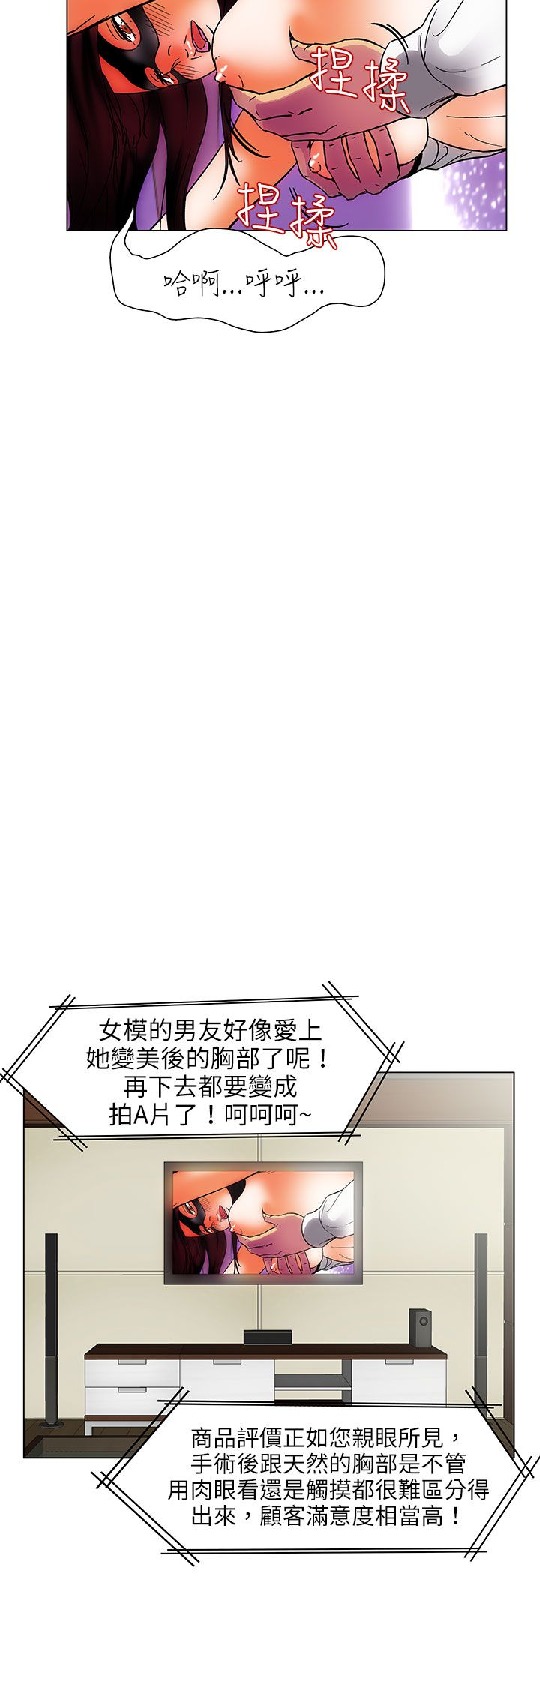 捏揉
捏揉
哈啊...呼呼...
女模的男友好像愛上
她變美後的胸部了呢！
再下去都要變成
拍A片了！呵呵呵~
商品評價正如您親眼所見，
手術後跟天然的胸部是不管
用肉眼看還是觸摸都很難區分得
出來，顧客滿意度相當高！